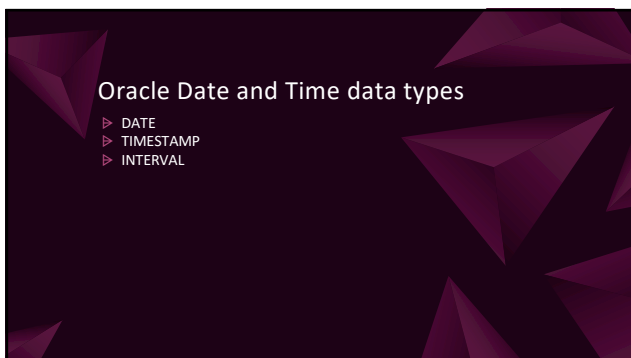 Oracle Date and Time data types
DATE
TIMESTAMP
INTERVAL